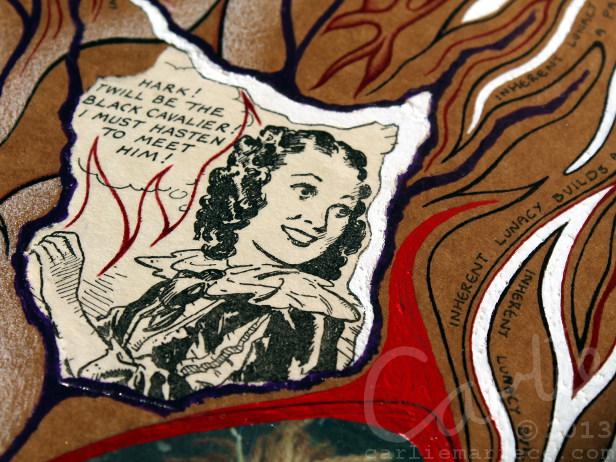 HARK!
TWILL BE THE
BLACK CAVALIER!
I MUST HASTEN
TO MEET
HIM!
INHERENT LUNACY
A
INHERENT LUNACY BUILDS
INHERENT
LUNACY
Carlie
© 2013